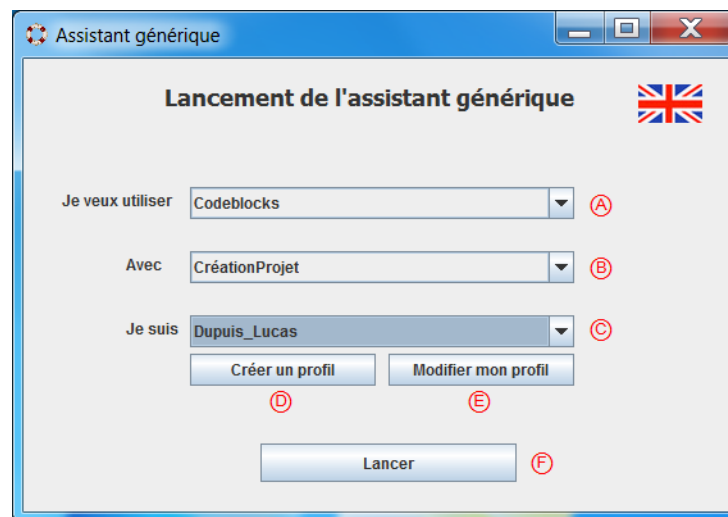 Assistant générique
Lancement de l'assistant générique
Je veux utiliser Codeblocks A
Avec CréationProjet B
Je suis Dupuis_Lucas C
Créer un profil Modifier mon profil
D E
Lancer F